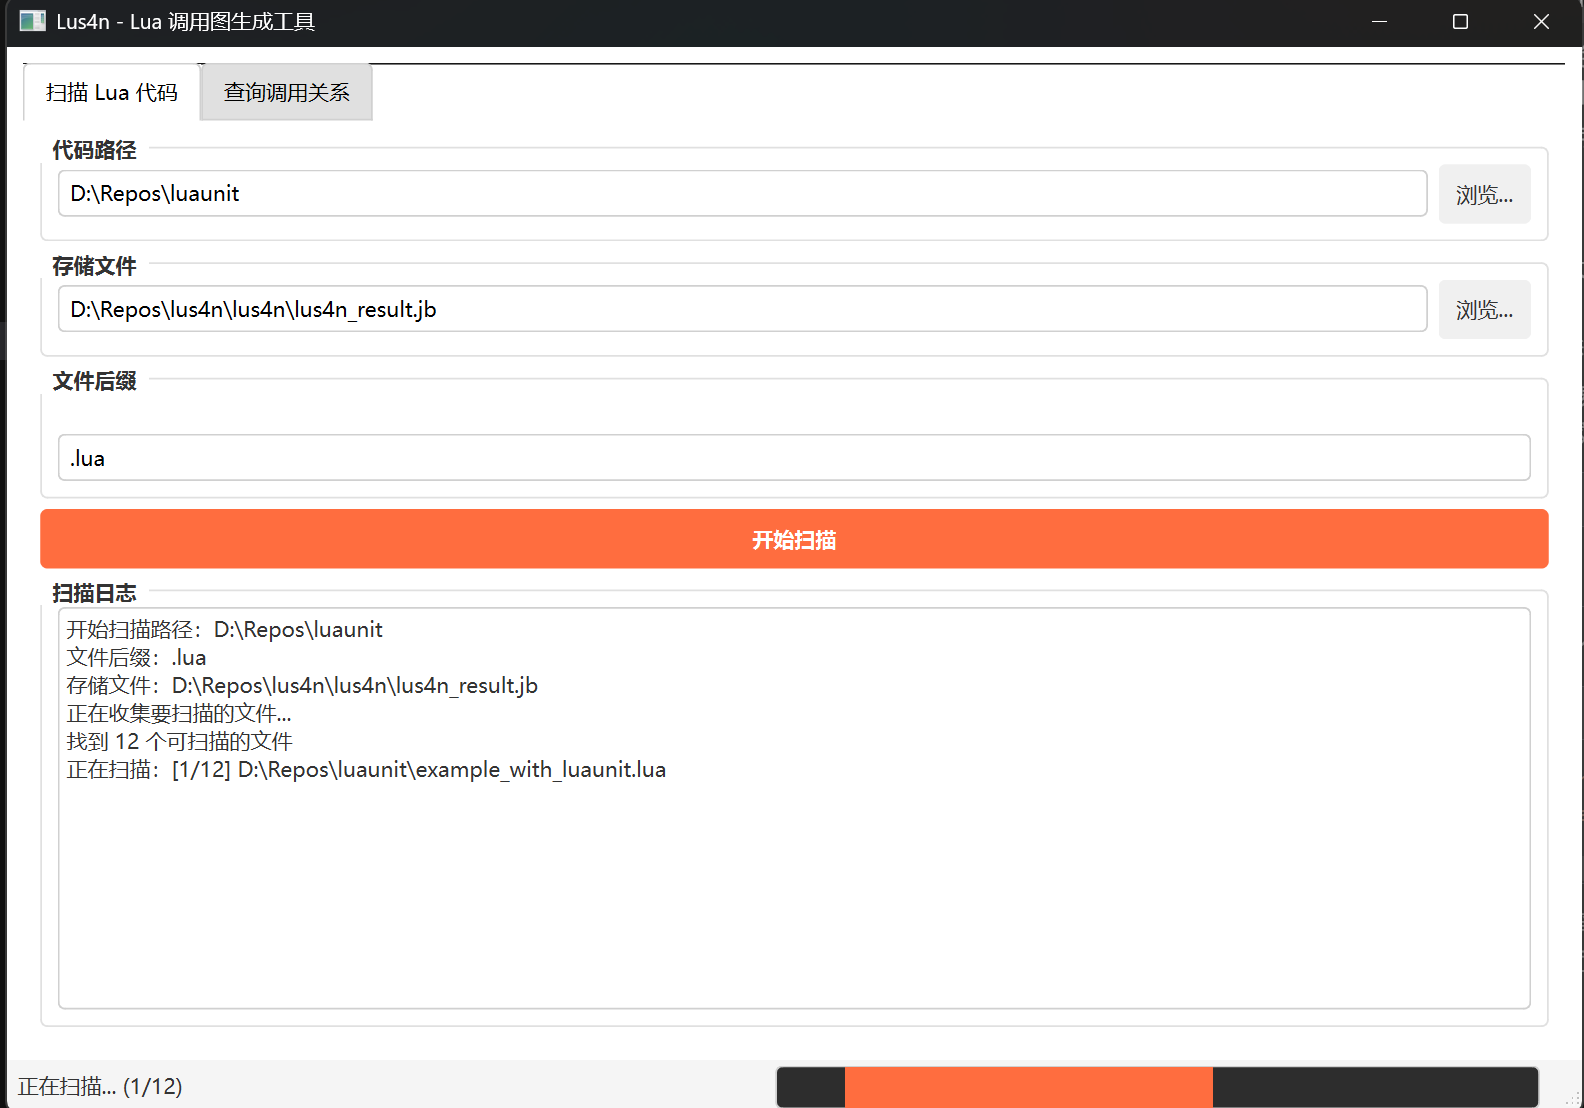 Lus4n - Lua 调用图生成工具
扫描 Lua 代码
查询调用关系
代码路径
D:\Repos\luaunit
浏览...
存储文件
D:\Repos\lus4n\lus4n\lus4n_result.jb
浏览...
文件后缀
.lua
开始扫描
扫描日志
开始扫描路径：D:\Repos\luaunit
文件后缀：.lua
存储文件：D:\Repos\lus4n\lus4n\lus4n_result.jb
正在收集要扫描的文件...
找到 12 个可扫描的文件
正在扫描：[1/12] D:\Repos\luaunit\example_with_luaunit.lua
正在扫描... (1/12)